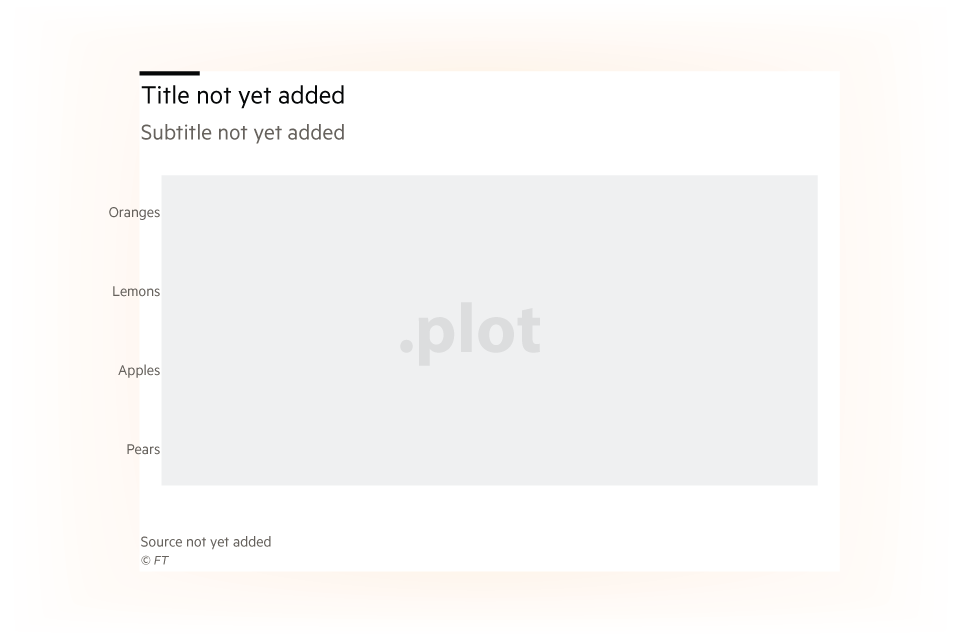 Title not yet added
Subtitle not yet added
Oranges
Lemons
.plot
Apples
Pears
Source not yet added
© FT